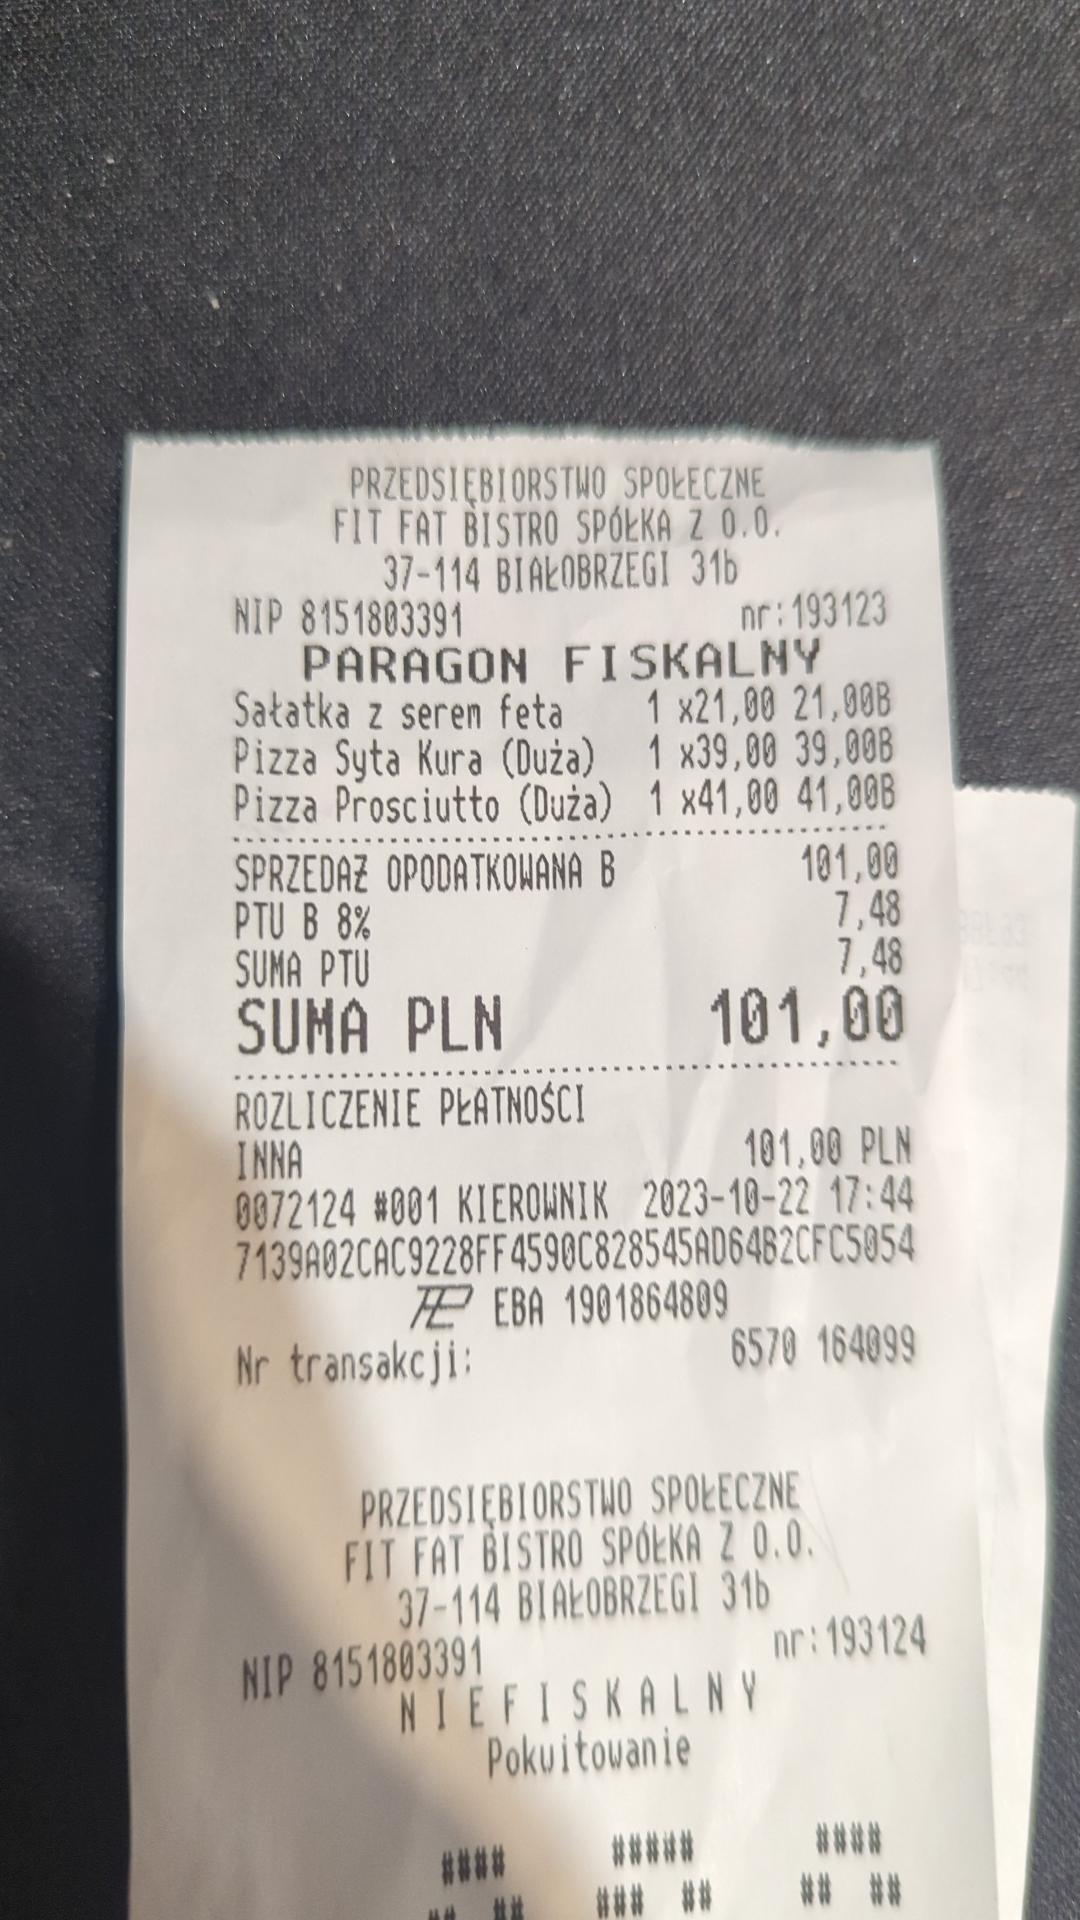 PRZEDSIĘBIORSTWO SPOŁECZNE
FIT FAT BISTRO SPÓŁKA Z O.O.
37-114 BIAŁOBRZEGI 31b
NIP 8151803391 nr:193123
PARAGON FISKALNY
Sałatka z serem feta 1 x21,00 21,00B
Pizza Syta Kura (Duża) 1 x39,00 39,00B
Pizza Prosciutto (Duża) 1 x41,00 41,00B
SPRZEDAŻ OPODATKOWANA B 101,00
PTU B 8% 7,48
SUMA PTU 7,48
SUMA PLN 101,00
ROZLICZENIE PŁATNOŚCI
INNA 101,00 PLN
0072124 #001 KIEROWNIK 2023-10-22 17:44
7139A02CAC9228FF4590C828545AD64B2CFC5054
EBA 1901864809
Nr transakcji: 6570 164099
PRZEDSIĘBIORSTWO SPOŁECZNE
FIT FAT BISTRO SPÓŁKA Z O.O.
37-114 BIAŁOBRZEGI 31b
NIP 8151803391 nr:193124
NIEFISKALNY
Pokwitowanie
#### ##### ####
## ## ### ## ## ##